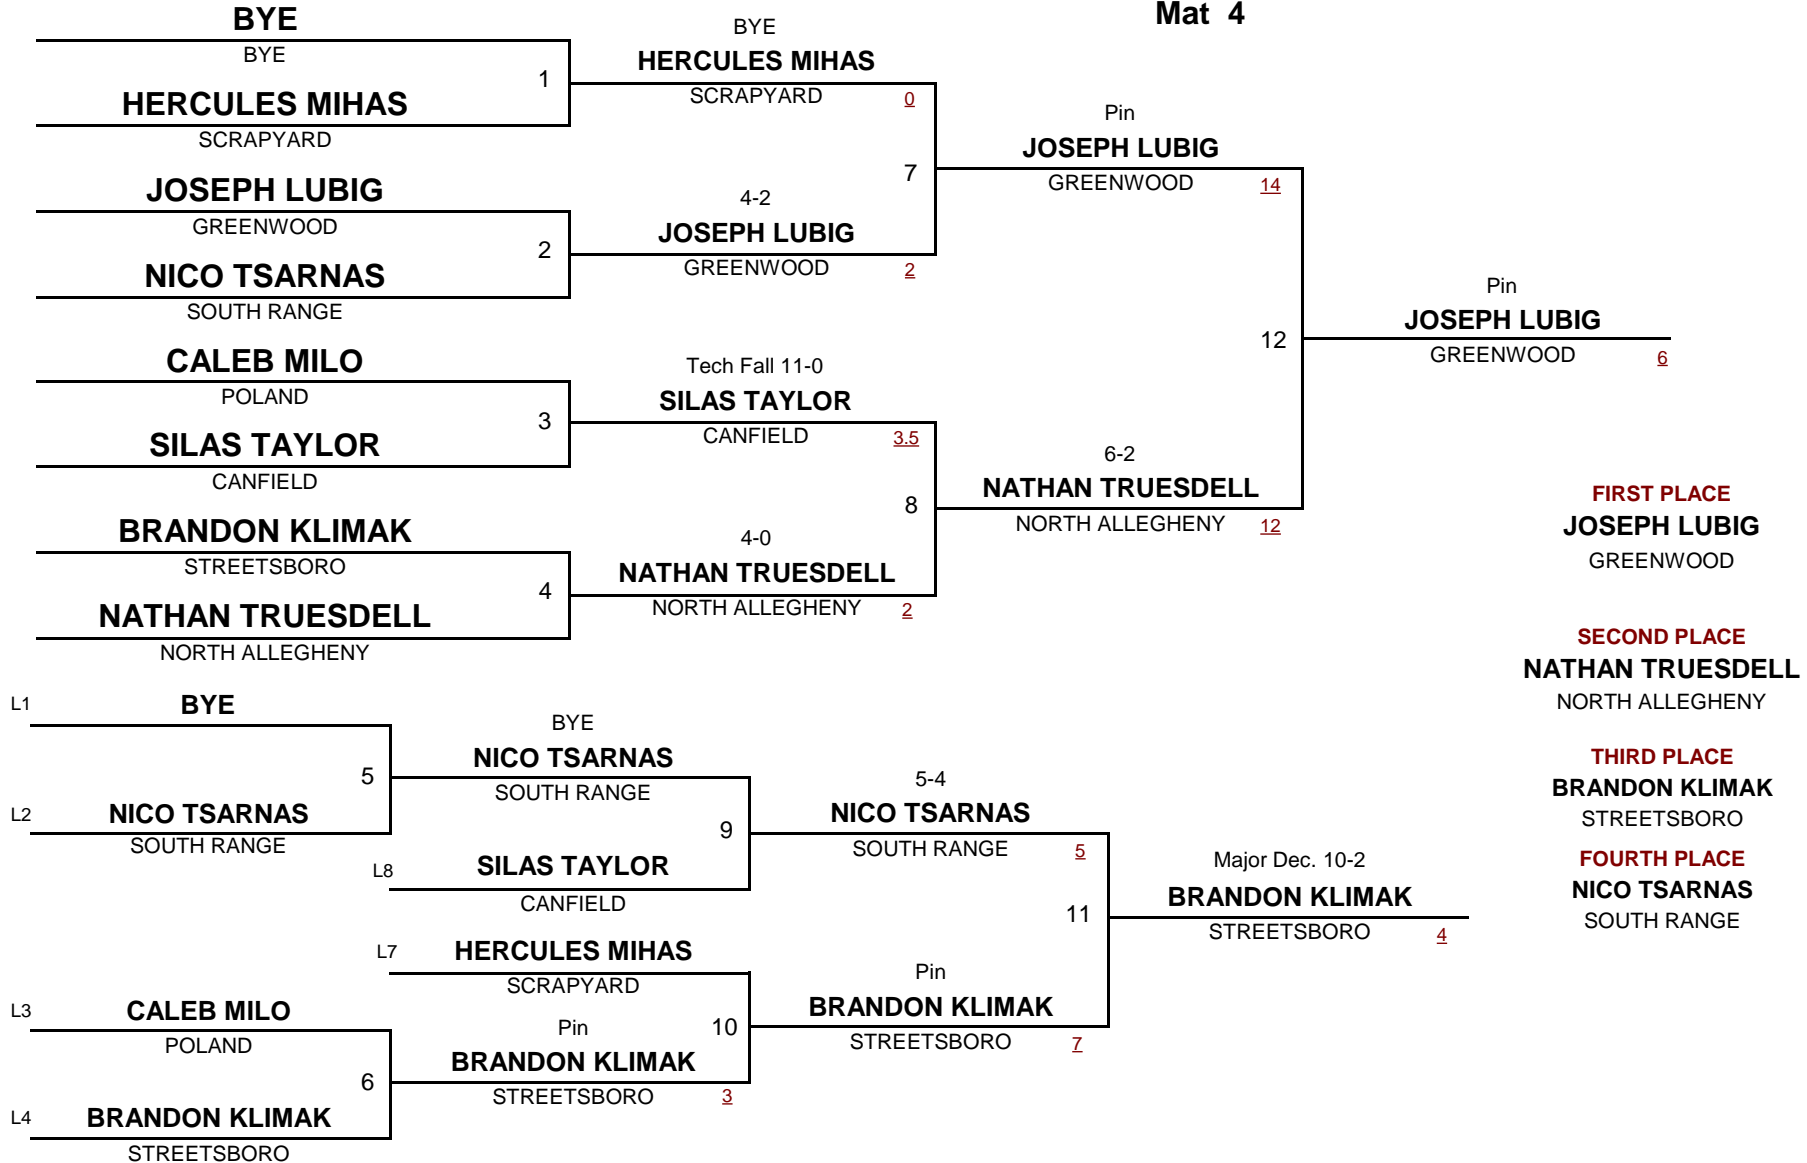 Mat 4
BYE
BYE
1
HERCULES MIHAS
SCRAPYARD
JOSEPH LUBIG
GREENWOOD
2
NICO TSARNAS
SOUTH RANGE
CALEB MILO
POLAND
3
SILAS TAYLOR
CANFIELD
BRANDON KLIMAK
STREETSBORO
4
NATHAN TRUESDELL
NORTH ALLEGHENY
BYE
HERCULES MIHAS
SCRAPYARD 0
7
4-2
JOSEPH LUBIG
GREENWOOD 2
Tech Fall 11-0
SILAS TAYLOR
CANFIELD 3.5
8
4-0
NATHAN TRUESDELL
NORTH ALLEGHENY 2
Pin
JOSEPH LUBIG
GREENWOOD 14
12
6-2
NATHAN TRUESDELL
NORTH ALLEGHENY 12
Pin
JOSEPH LUBIG
GREENWOOD 6
FIRST PLACE
JOSEPH LUBIG
GREENWOOD
SECOND PLACE
NATHAN TRUESDELL
NORTH ALLEGHENY
THIRD PLACE
BRANDON KLIMAK
STREETSBORO
FOURTH PLACE
NICO TSARNAS
SOUTH RANGE
L1 BYE
5
L2 NICO TSARNAS
SOUTH RANGE
L3 CALEB MILO
POLAND
6
L4 BRANDON KLIMAK
STREETSBORO
BYE
NICO TSARNAS
SOUTH RANGE
9
L8 SILAS TAYLOR
CANFIELD
L7 HERCULES MIHAS
SCRAPYARD
10
Pin
BRANDON KLIMAK
STREETSBORO 3
5-4
NICO TSARNAS
SOUTH RANGE 5
11
Pin
BRANDON KLIMAK
STREETSBORO 7
Major Dec. 10-2
BRANDON KLIMAK
STREETSBORO 4